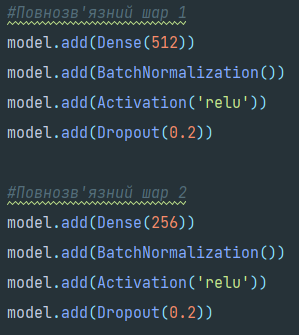 #Повнозв'язний шар 1
model.add(Dense(512))
model.add(BatchNormalization())
model.add(Activation('relu'))
model.add(Dropout(0.2))
#Повнозв'язний шар 2
model.add(Dense(256))
model.add(BatchNormalization())
model.add(Activation('relu'))
model.add(Dropout(0.2))